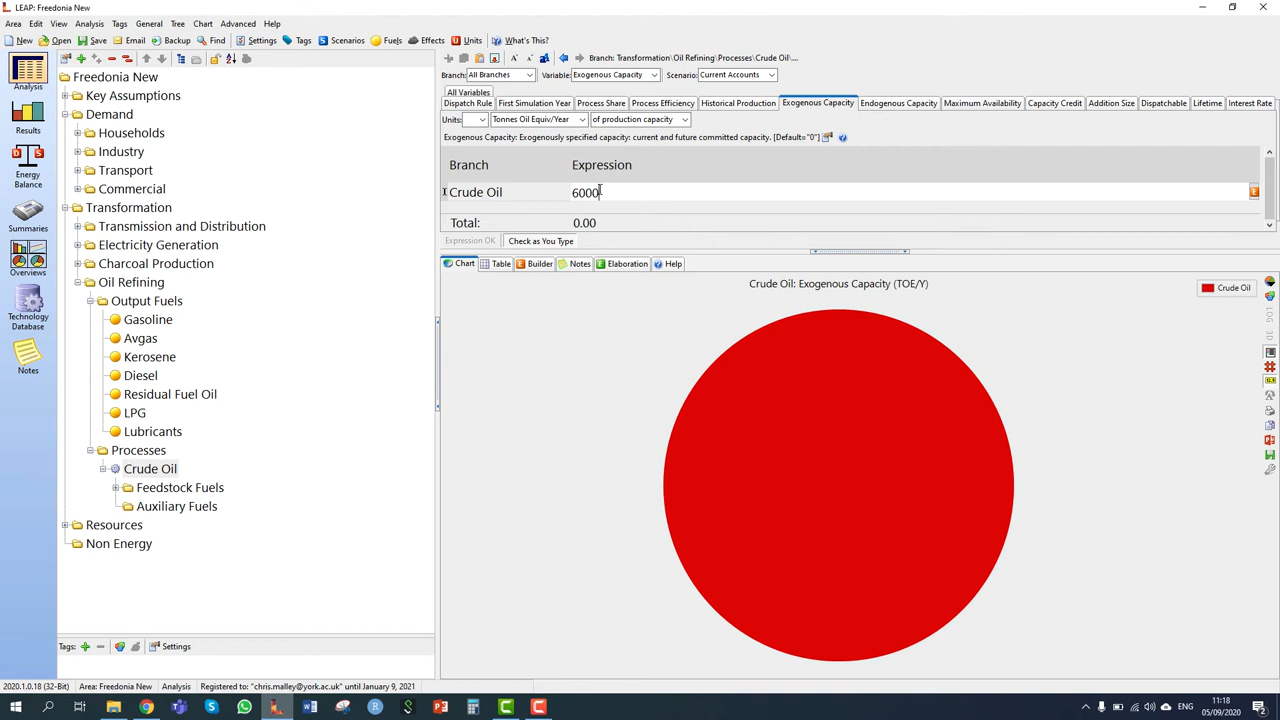 LEAP: Freedonia New
Area Edit View Analysis Tags General Tree Chart Advanced Help
New Open Save Email Backup Find Settings Tags Scenarios Fuels Effects Units What's This?
Analysis
Results
Energy Balance
Summaries
Overviews
Technology Database
Notes
Freedonia New
Key Assumptions
Demand
Households
Industry
Transport
Commercial
Transformation
Transmission and Distribution
Electricity Generation
Charcoal Production
Oil Refining
Output Fuels
Gasoline
Avgas
Kerosene
Diesel
Residual Fuel Oil
LPG
Lubricants
Processes
Crude Oil
Feedstock Fuels
Auxiliary Fuels
Resources
Non Energy
Tags: Settings
Branch: Transformation\Oil Refining\Processes\Crude Oil\...
Branch: All Branches Variable: Exogenous Capacity Scenario: Current Accounts
All Variables
Dispatch Rule First Simulation Year Process Share Process Efficiency Historical Production Exogenous Capacity Endogenous Capacity Maximum Availability Capacity Credit Addition Size Dispatchable Lifetime Interest Rate
Units: Tonnes Oil Equiv/Year of production capacity
Exogenous Capacity: Exogenously specified capacity: current and future committed capacity. [Default="0"]
Branch Expression
Crude Oil 6000
Total: 0.00
Expression OK Check as You Type
Chart Table Builder Notes Elaboration Help
Crude Oil: Exogenous Capacity (TOE/Y)
Crude Oil
LOG
3D
2020.1.0.18 (32-Bit) Area: Freedonia New Analysis Registered to: "chris.malley@york.ac.uk" until January 9, 2021
ENG
11:18
05/09/2020
2